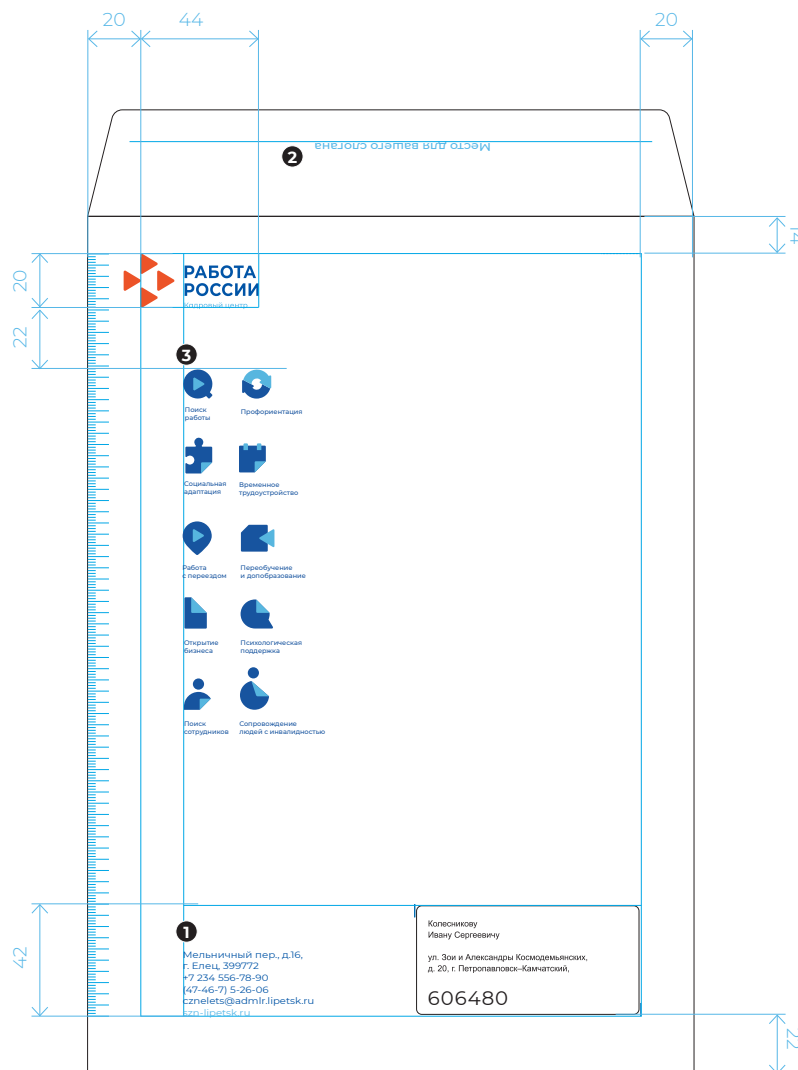 20
44
20
2
Место для вашего слогана
14
20
РАБОТА
РОССИИ
Кадровый центр
22
3
Поиск
работы
Профориентация
Социальная
адаптация
Временное
трудоустройство
Работа
с переездом
Переобучение
и допобразование
Открытие
бизнеса
Психологическая
поддержка
Поиск
сотрудников
Сопровождение
людей с инвалидностью
42
1
Мельничный пер., д.16,
г. Елец, 399772
+7 234 556-78-90
(47-46-7) 5-26-06
cznelets@admlr.lipetsk.ru
szn-lipetsk.ru
Колесникову
Ивану Сергеевичу
ул. Зои и Александры Космодемьянских,
д. 20, г. Петропавловск–Камчатский,
606480
22